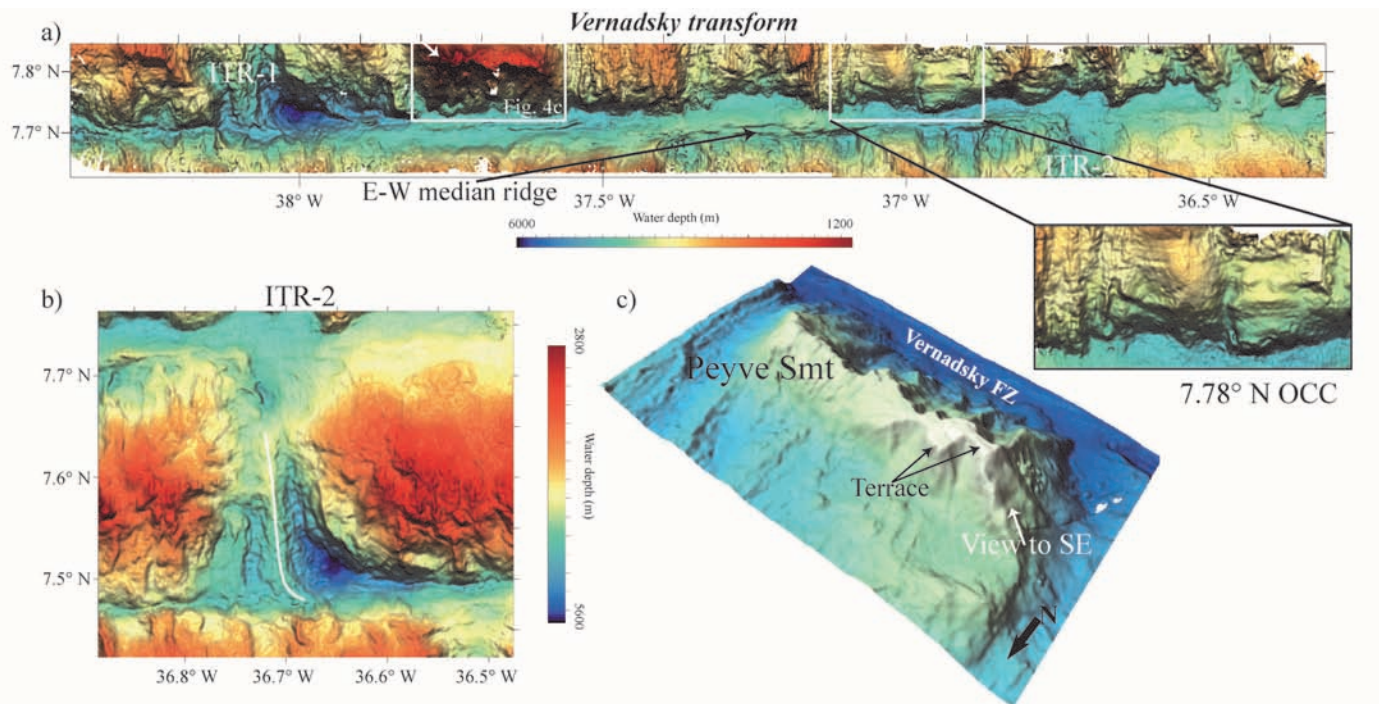 Vernadsky transform
a)
7.8° N
7.7° N
ITR-1
Fig. 4c
ITR-2
E-W median ridge
38° W
37.5° W
37° W
36.5° W
Water depth (m)
6000
1200
7.78° N OCC
b)
ITR-2
7.7° N
7.6° N
7.5° N
36.8° W
36.7° W
36.6° W
36.5° W
2800
Water depth (m)
5600
c)
Peyve Smt
Vernadsky FZ
Terrace
View to SE
N